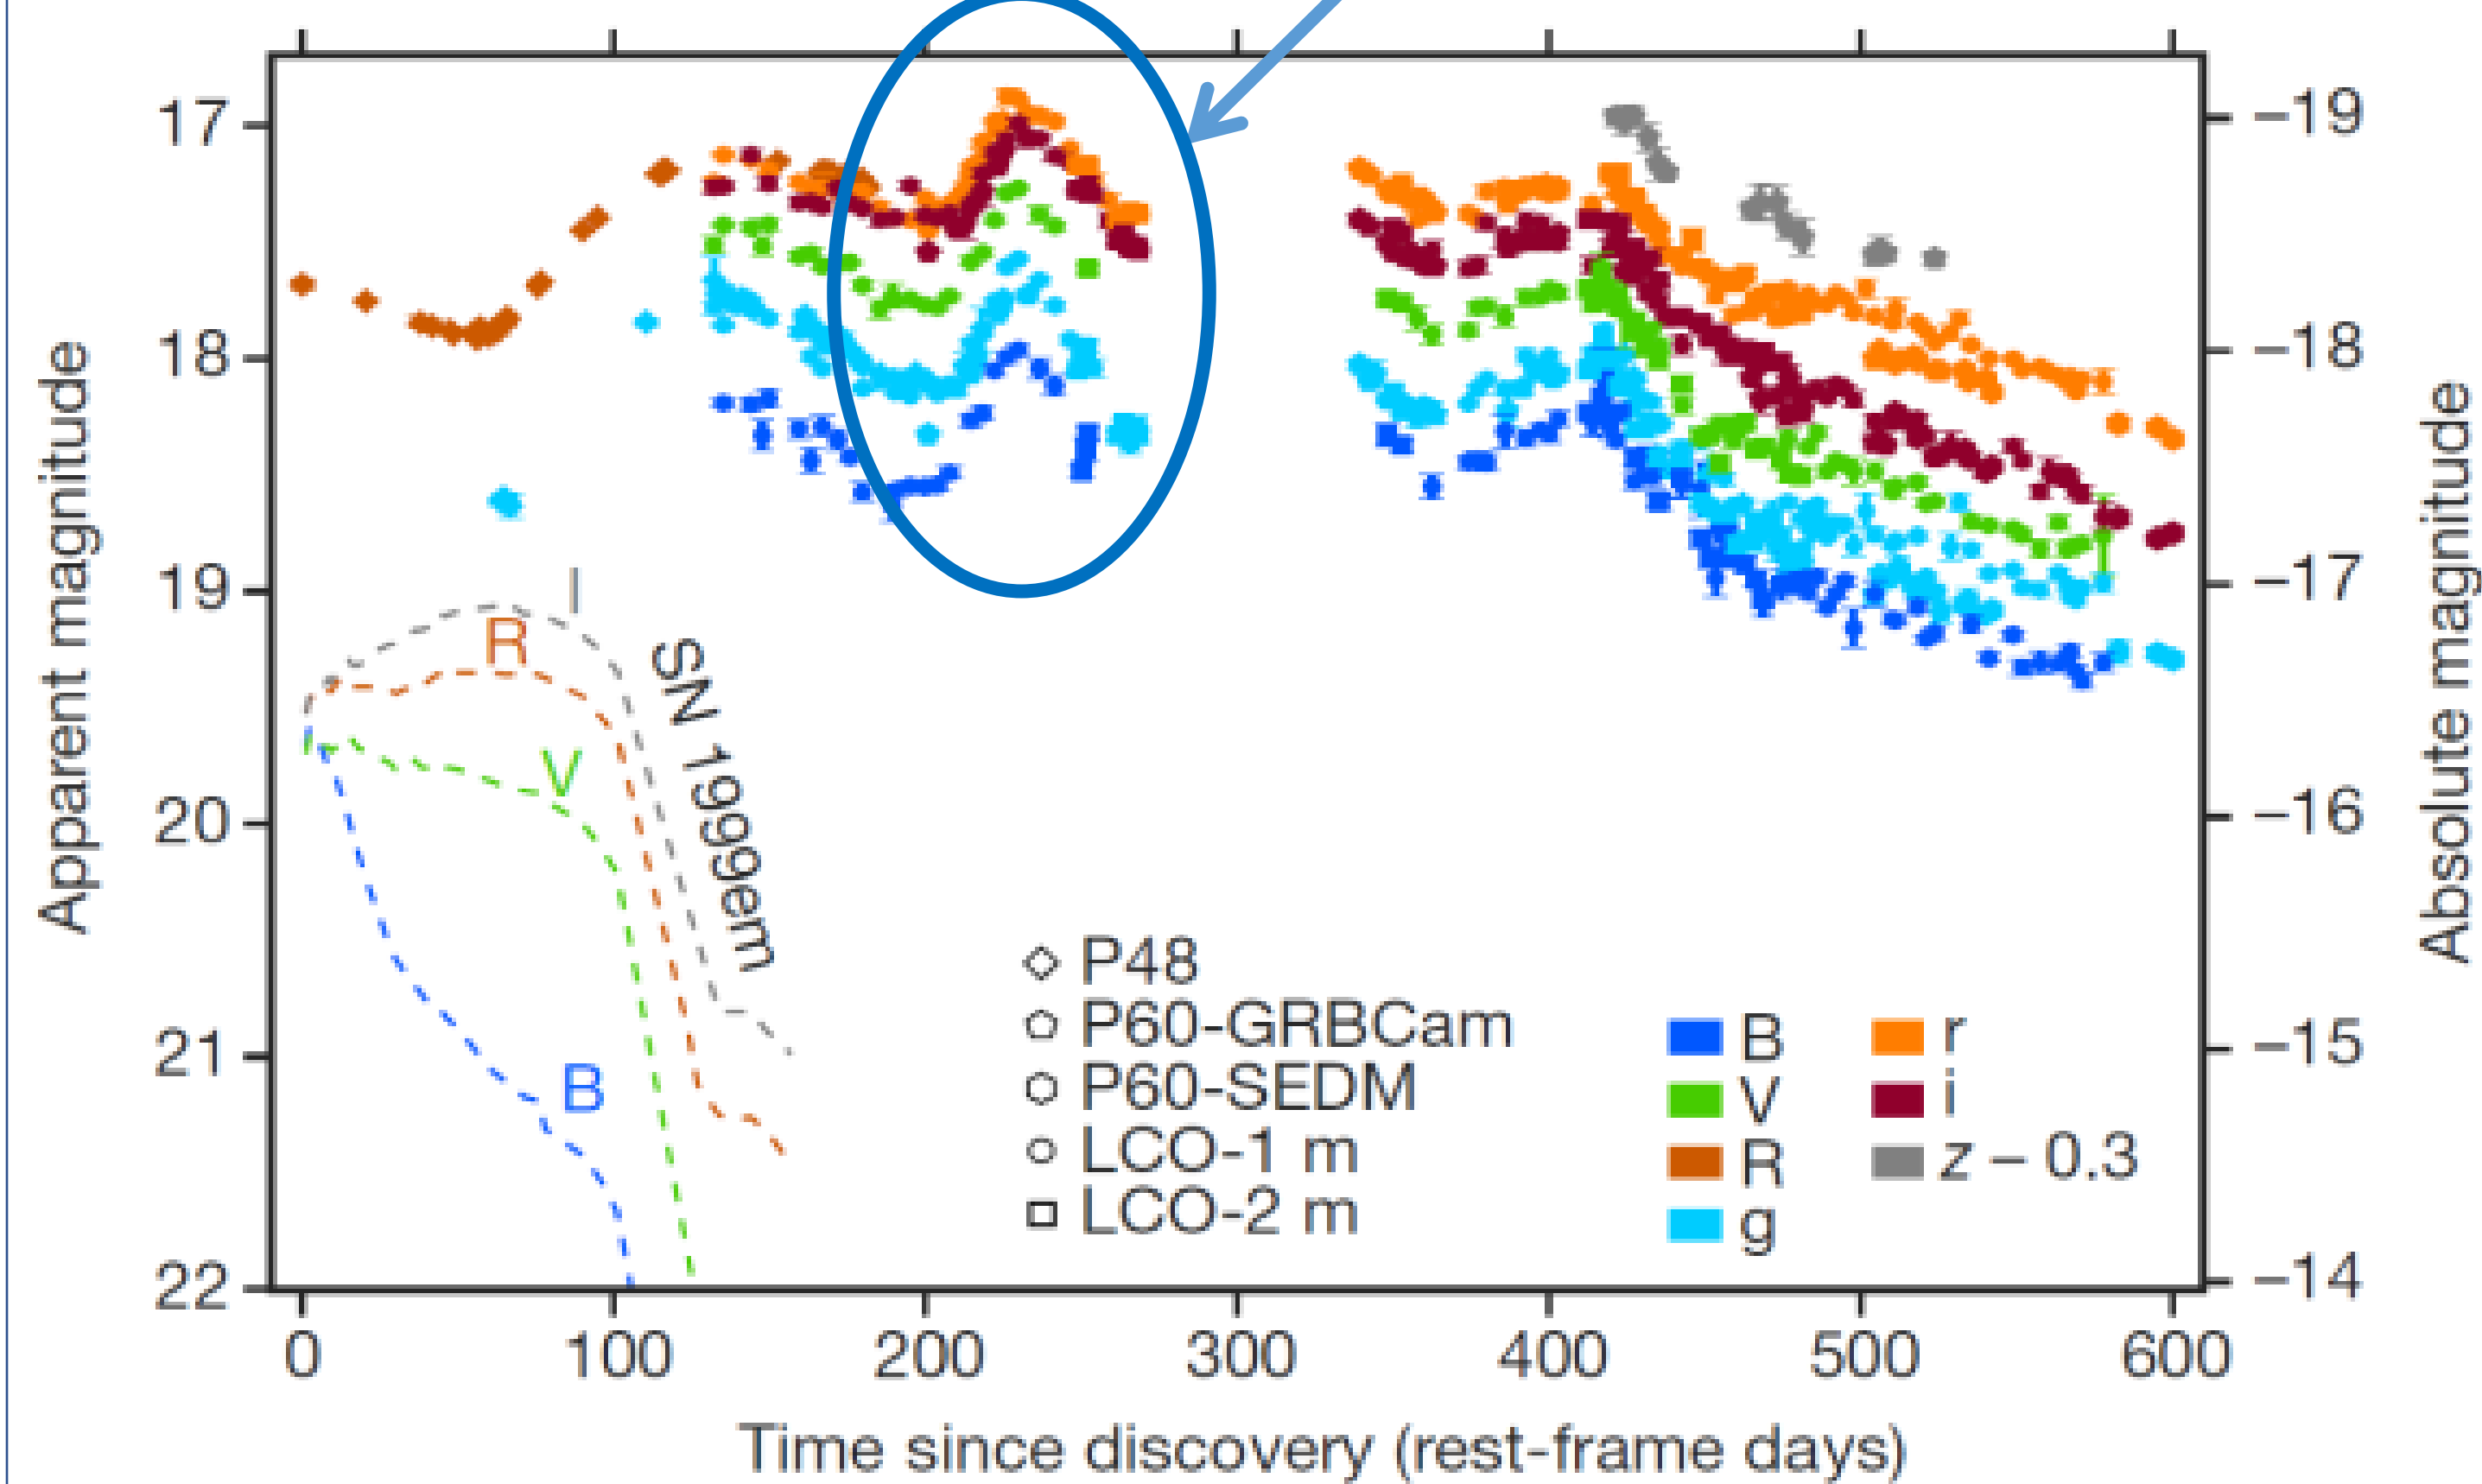 Apparent magnitude
17
18
19
20
21
22
Absolute magnitude
−19
−18
−17
−16
−15
−14
I
R
V
B
SN 1999em
P48
P60-GRBCam
P60-SEDM
LCO-1 m
LCO-2 m
B
V
R
g
r
i
z − 0.3
0 100 200 300 400 500 600
Time since discovery (rest-frame days)